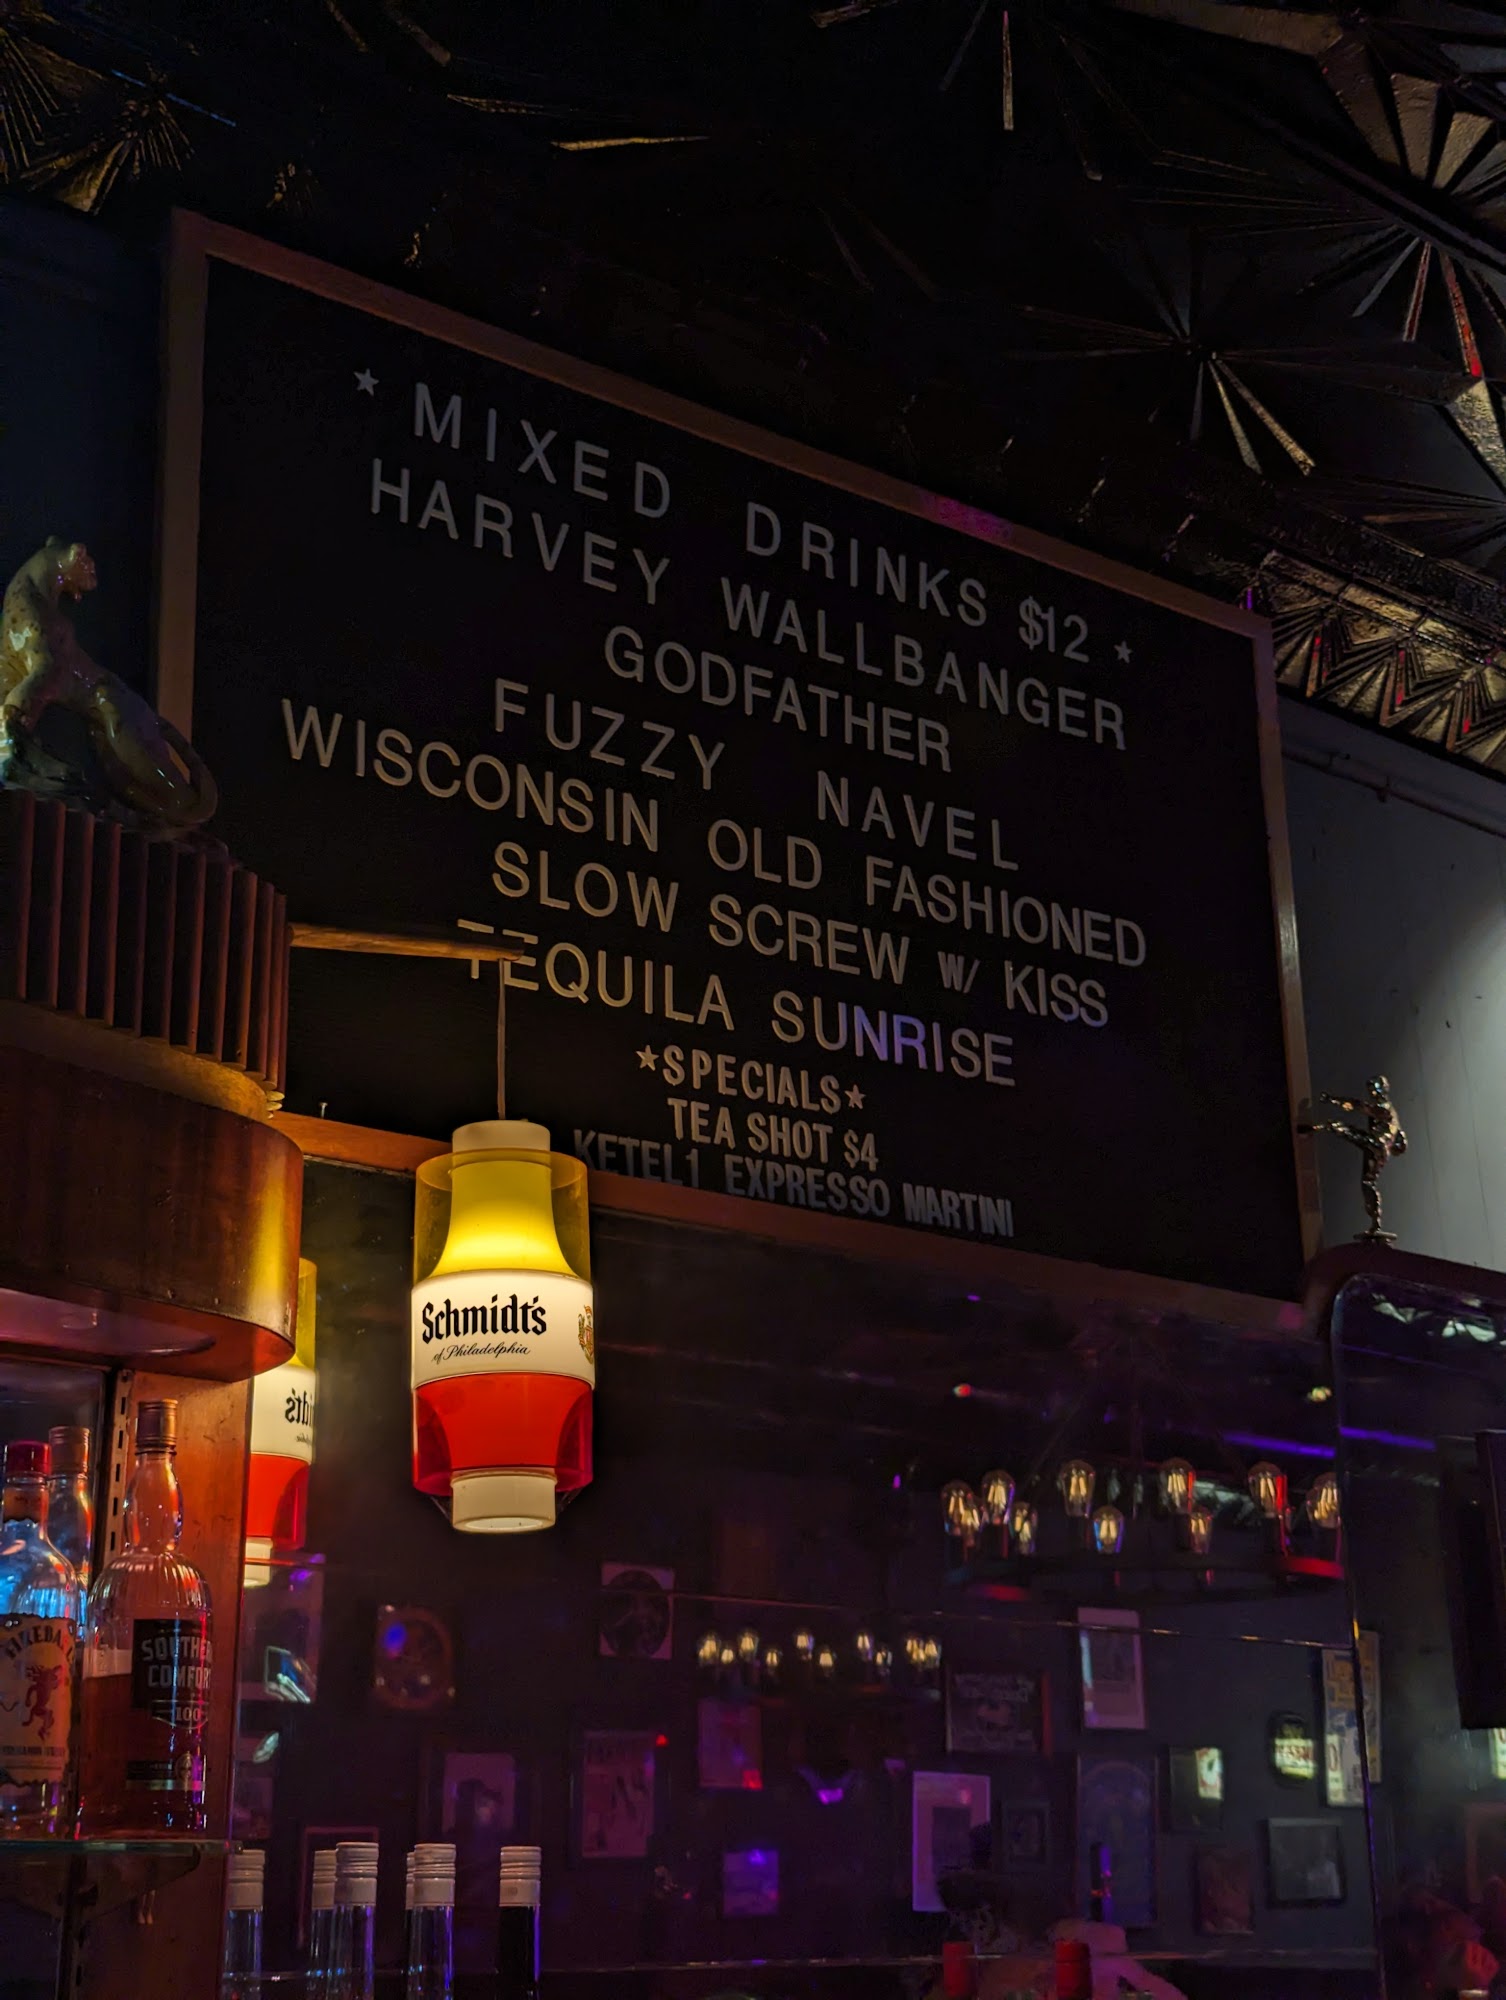 ★ MIXED DRINKS $12 ★
HARVEY WALLBANGER
GODFATHER
FUZZY NAVEL
WISCONSIN OLD FASHIONED
SLOW SCREW W/ KISS
TEQUILA SUNRISE
★SPECIALS★
TEA SHOT $4
KETEL1 EXPRESSO MARTINI
Schmidt's
of Philadelphia
SOUTHERN
COMFORT
100